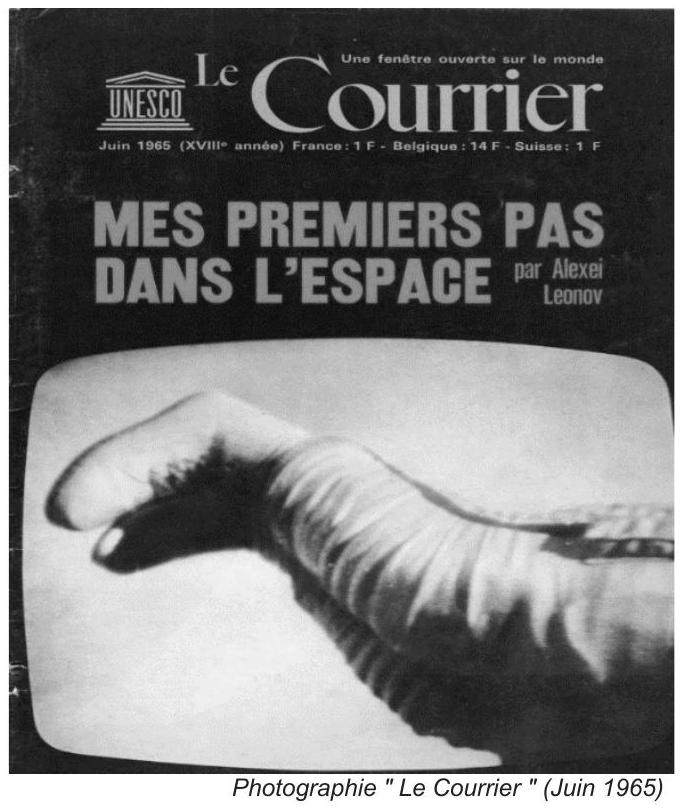 Une fenêtre ouverte sur le monde
UNESCO
Le Courrier
Juin 1965 (XVIIIe année) France : 1 F - Belgique : 14 F - Suisse : 1 F
MES PREMIERS PAS
DANS L'ESPACE par Alexei
Leonov
Photographie " Le Courrier " (Juin 1965)